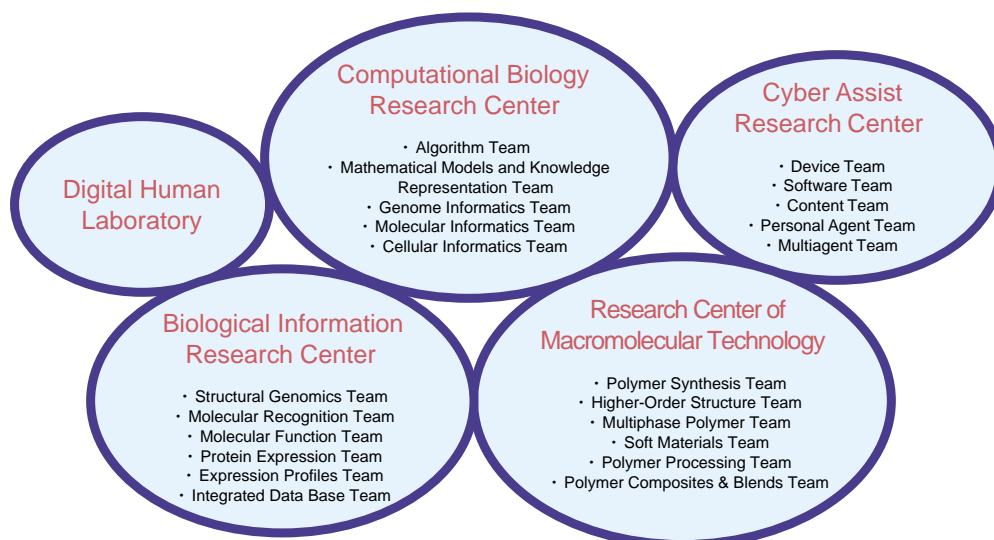 Computational Biology
Research Center
・Algorithm Team
・Mathematical Models and Knowledge
Representation Team
・Genome Informatics Team
・Molecular Informatics Team
・Cellular Informatics Team
Cyber Assist
Research Center
・Device Team
・Software Team
・Content Team
・Personal Agent Team
・Multiagent Team
Digital Human
Laboratory
Biological Information
Research Center
・Structural Genomics Team
・Molecular Recognition Team
・Molecular Function Team
・Protein Expression Team
・Expression Profiles Team
・Integrated Data Base Team
Research Center of
Macromolecular Technology
・Polymer Synthesis Team
・Higher-Order Structure Team
・Multiphase Polymer Team
・Soft Materials Team
・Polymer Processing Team
・Polymer Composites & Blends Team